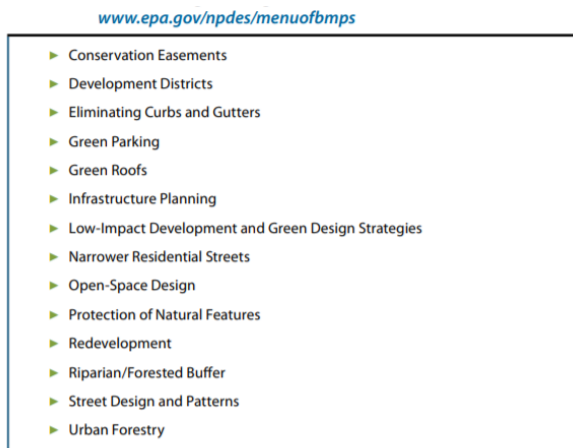 www.epa.gov/npdes/menuofbmps
► Conservation Easements
► Development Districts
► Eliminating Curbs and Gutters
► Green Parking
► Green Roofs
► Infrastructure Planning
► Low-Impact Development and Green Design Strategies
► Narrower Residential Streets
► Open-Space Design
► Protection of Natural Features
► Redevelopment
► Riparian/Forested Buffer
► Street Design and Patterns
► Urban Forestry